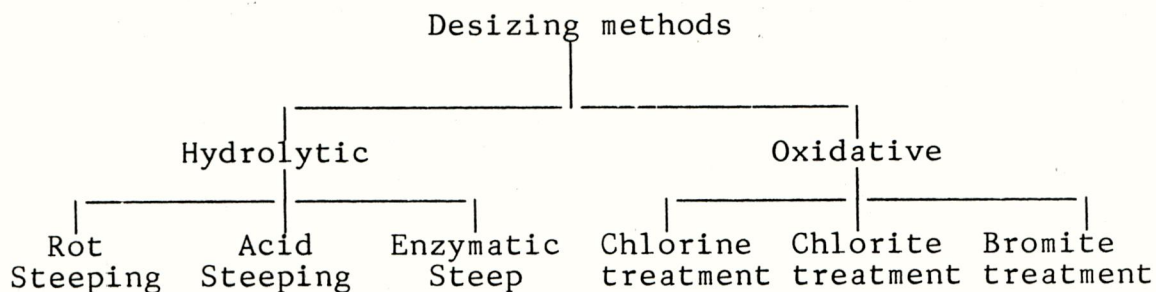 Desizing methods
Hydrolytic Oxidative
Rot Acid Enzymatic Chlorine Chlorite Bromite
Steeping Steeping Steep treatment treatment treatment